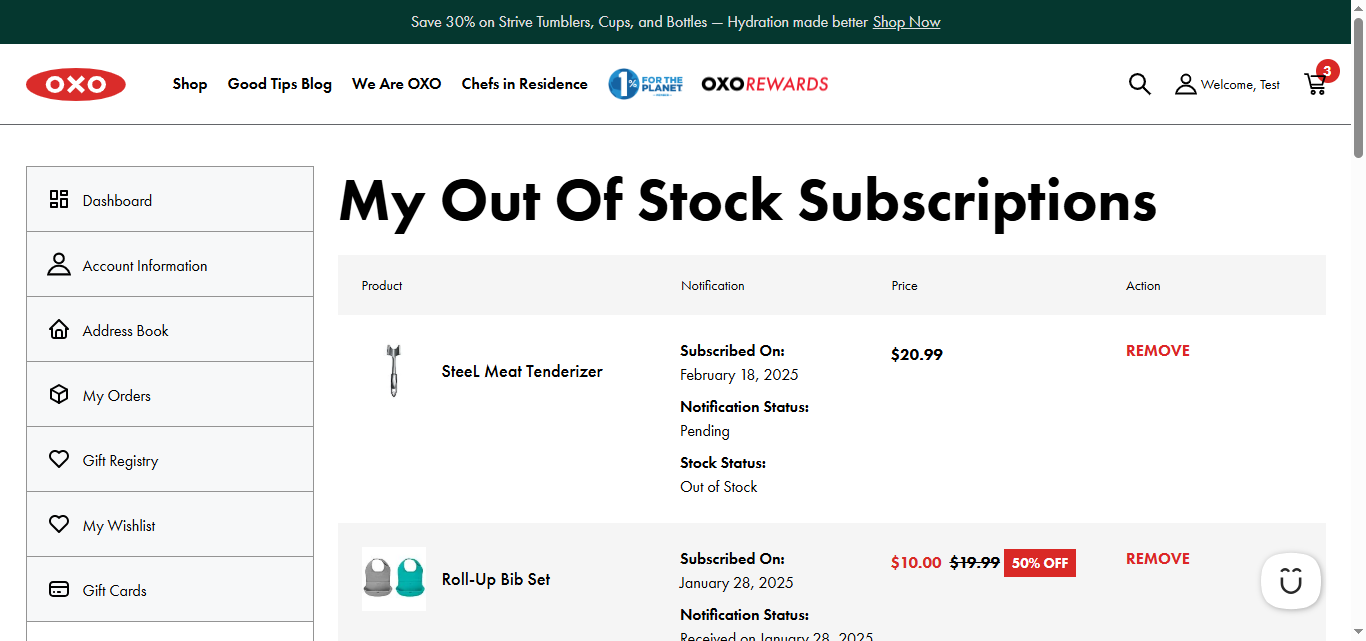 Save 30% on Strive Tumblers, Cups, and Bottles — Hydration made better Shop Now
OXO
Shop
Good Tips Blog
We Are OXO
Chefs in Residence
1% FOR THE PLANET
OXOREWARDS
Welcome, Test
3
Dashboard
Account Information
Address Book
My Orders
Gift Registry
My Wishlist
Gift Cards
My Out Of Stock Subscriptions
Product
Notification
Price
Action
SteeL Meat Tenderizer
Subscribed On:
February 18, 2025
Notification Status:
Pending
Stock Status:
Out of Stock
$20.99
REMOVE
Roll-Up Bib Set
Subscribed On:
January 28, 2025
Notification Status:
Received on January 28, 2025
$10.00 $19.99 50% OFF
REMOVE